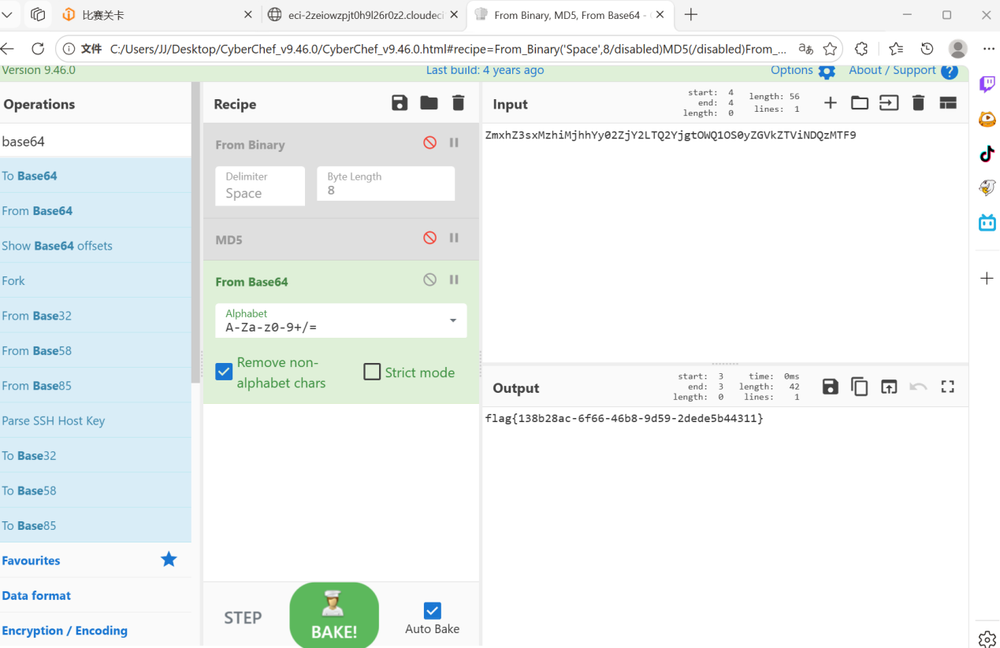 比赛关卡
eci-2zeiowzpjt0h9l26r0z2.cloudeci
From Binary, MD5, From Base64 -
文件 C:/Users/JJ/Desktop/CyberChef_v9.46.0/CyberChef_v9.46.0.html#recipe=From_Binary('Space',8/disabled)MD5(/disabled)From_...
Version 9.46.0
Last build: 4 years ago
Options
About / Support
Operations
base64
To Base64
From Base64
Show Base64 offsets
Fork
From Base32
From Base58
From Base85
Parse SSH Host Key
To Base32
To Base58
To Base85
Favourites
Data format
Encryption / Encoding
Recipe
From Binary
Delimiter
Space
Byte Length
8
MD5
From Base64
Alphabet
A-Za-z0-9+/=
Remove non-
alphabet chars
Strict mode
STEP
BAKE!
Auto Bake
Input
start: 4
end: 4
length: 0
length: 56
lines: 1
ZmxhZ3sxMzhiMjhhYy02ZjY2LTQ2YjgtOWQ1OS0yZGVkZTViNDQzMTF9
Output
start: 3
end: 3
length: 0
time: 0ms
length: 42
lines: 1
flag{138b28ac-6f66-46b8-9d59-2dede5b44311}